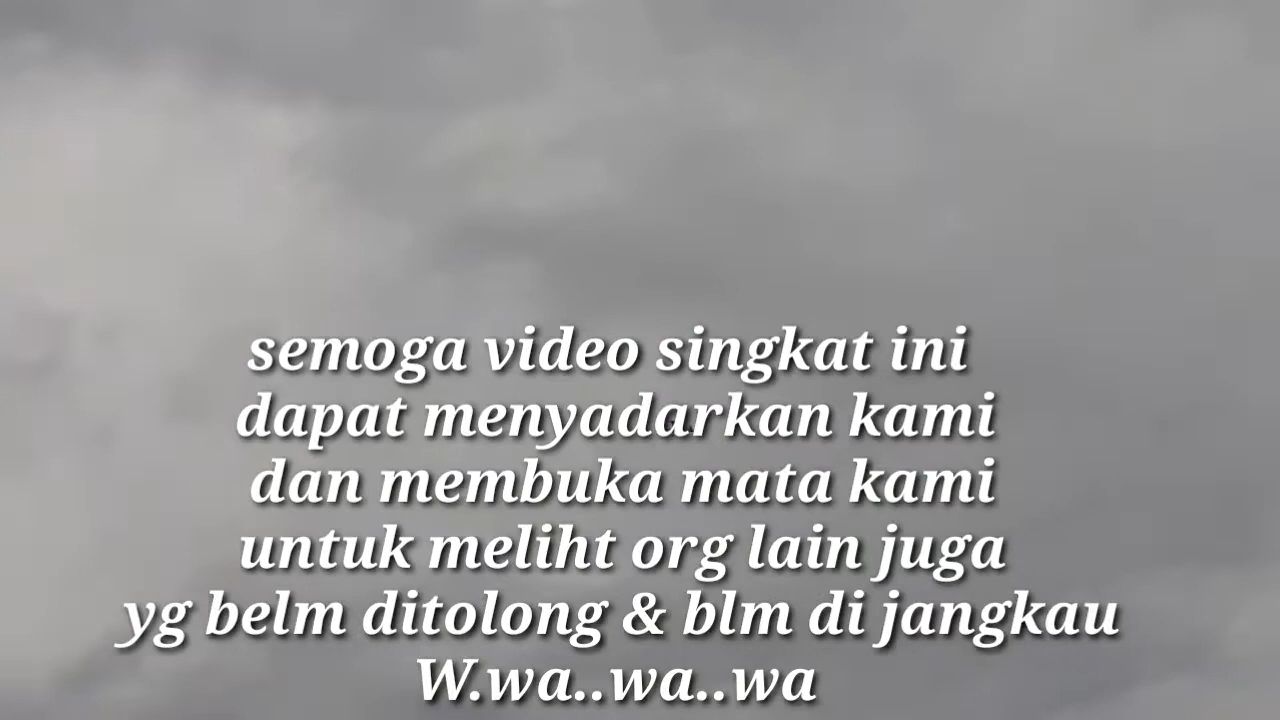 semoga video singkat ini
dapat menyadarkan kami
dan membuka mata kami
untuk meliht org lain juga
yg belm ditolong & blm di jangkau
W.wa..wa..wa